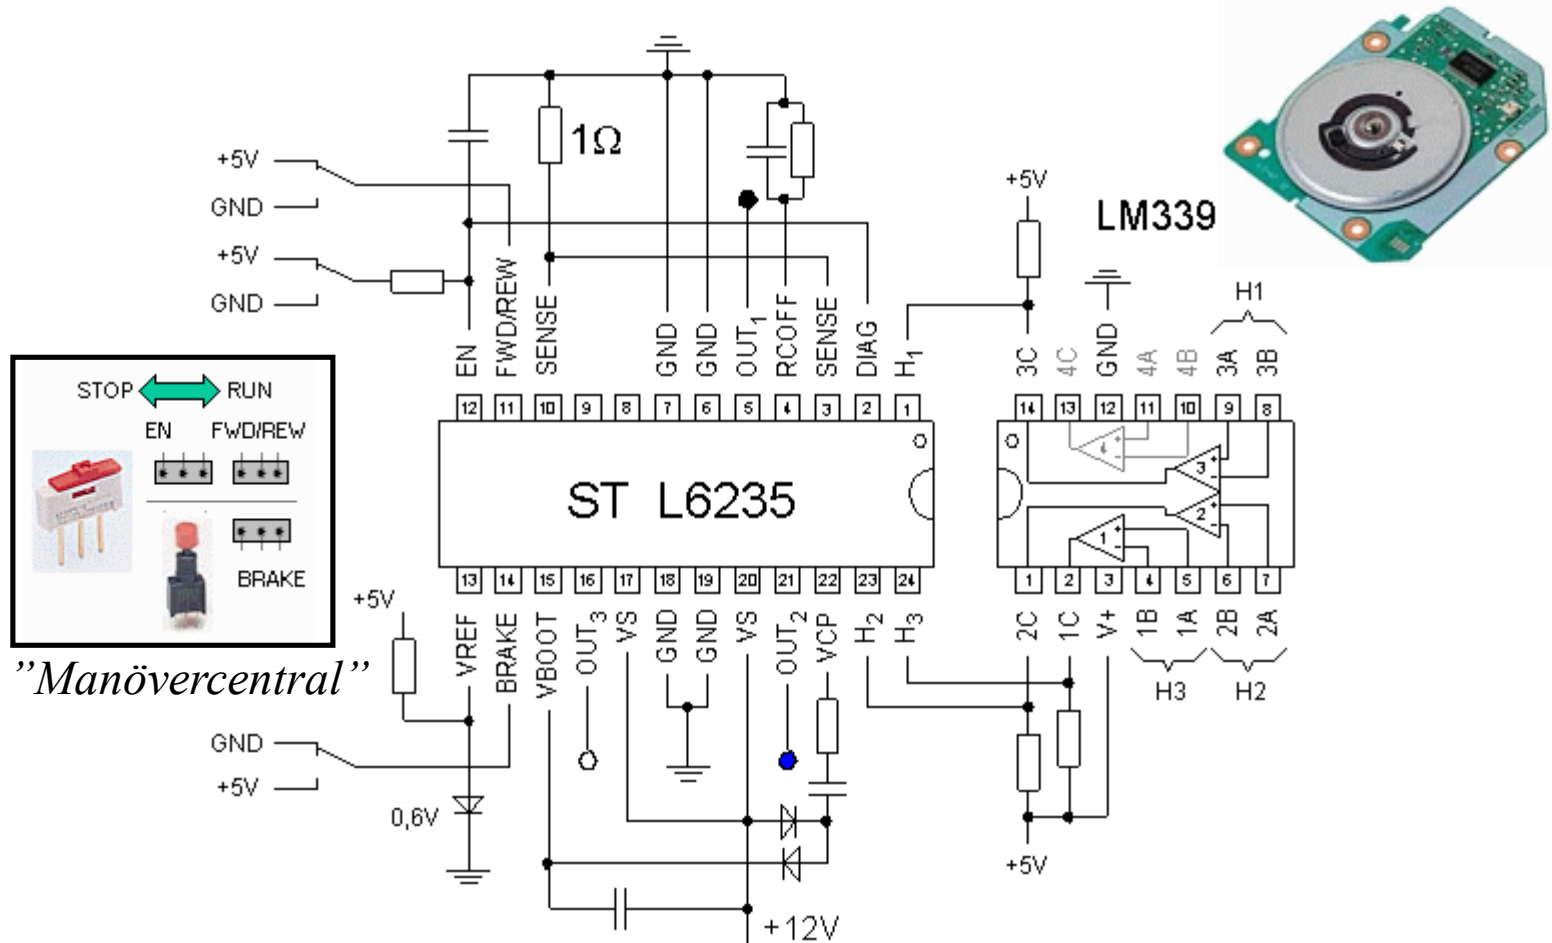 +5V
GND
+5V
GND
1Ω
EN
FWD/REW
SENSE
GND
GND
OUT1
RCOFF
SENSE
DIAG
H1
+5V
LM339
H1
3C
4C
GND
4A
4B
3A
3B
12 11 10 9 8 7 6 5 4 3 2 1
14 13 12 11 10 9 8
ST L6235
4
3
2
1
13 14 15 16 17 18 19 20 21 22 23 24
1 2 3 4 5 6 7
STOP RUN
EN FWD/REW
BRAKE
"Manövercentral"
+5V
VREF
BRAKE
VBOOT
OUT3
VS
GND
GND
VS
OUT2
VCP
H2
H3
2C
1C
V+
1B
1A
2B
2A
H3 H2
GND
+5V
0,6V
+12V
+5V